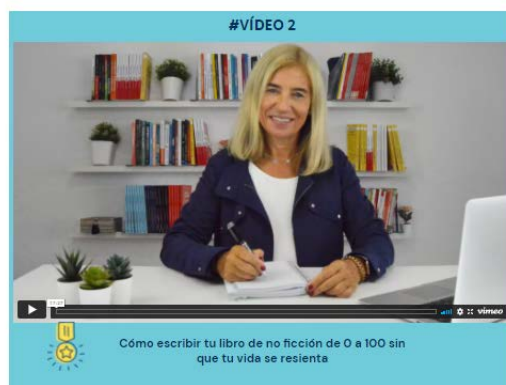 #VÍDEO 2
vimeo
Cómo escribir tu libro de no ficción de 0 a 100 sin
que tu vida se resienta